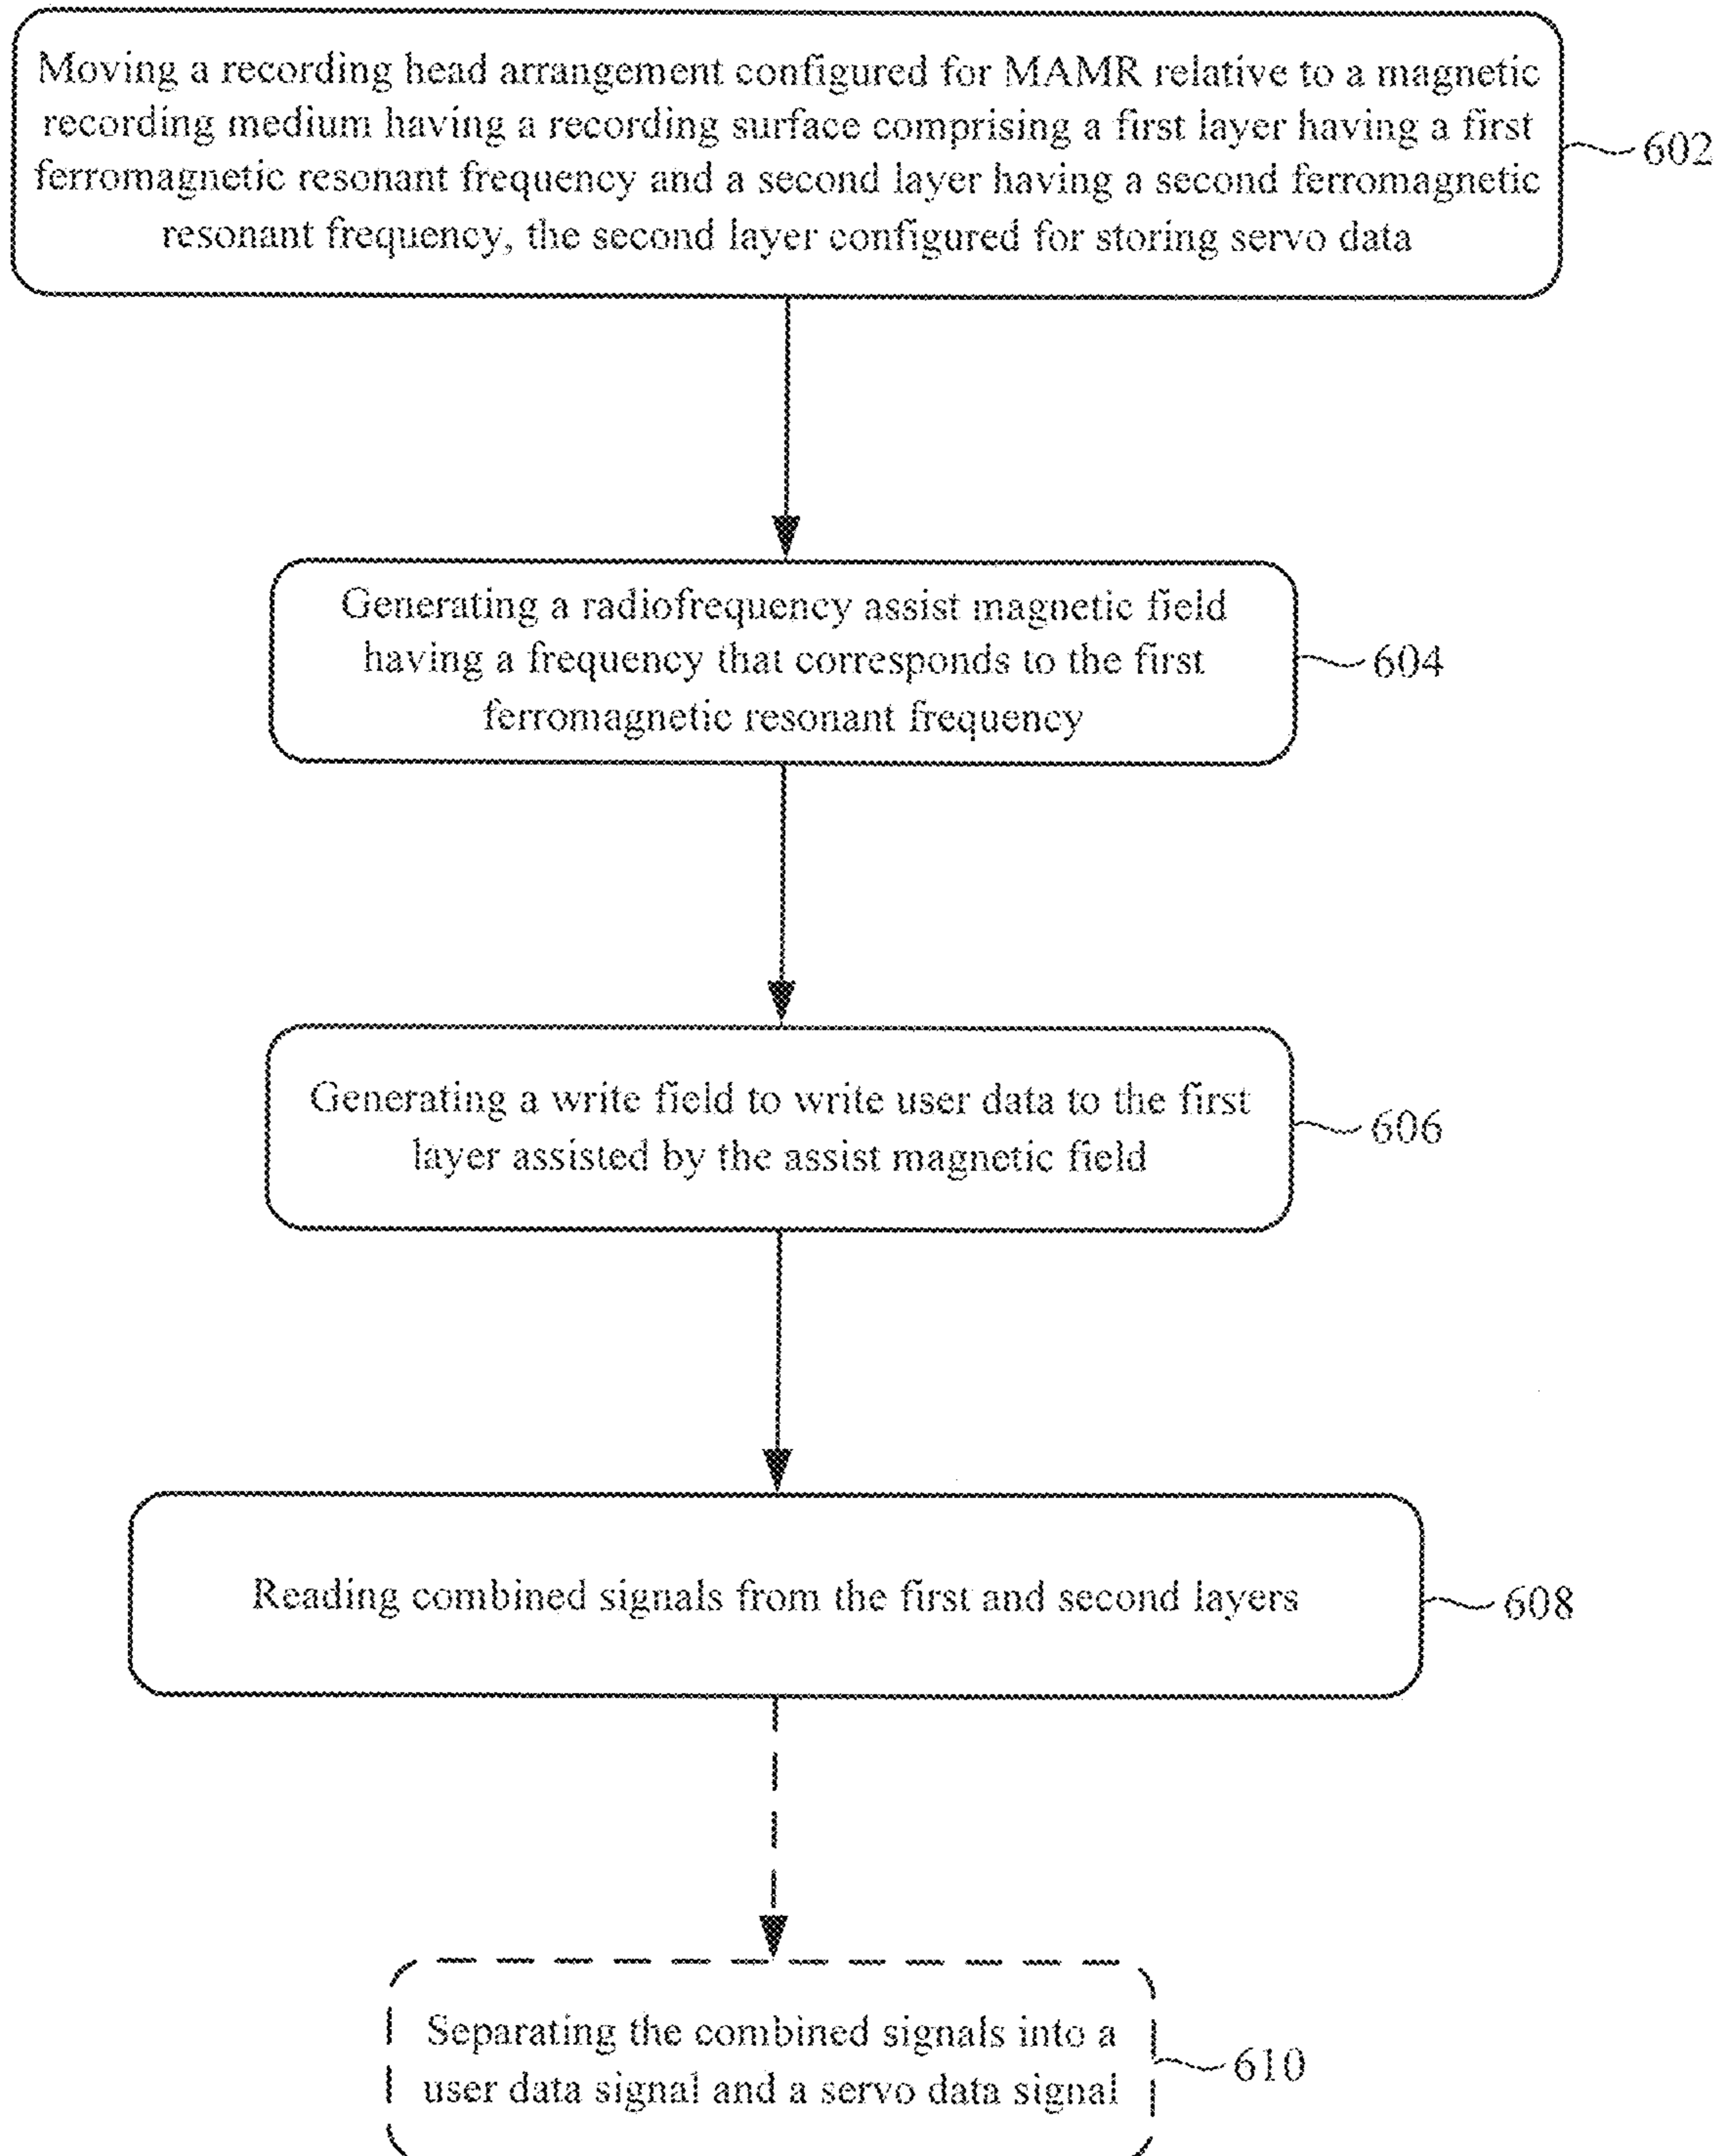 Moving a recording head arrangement configured for MAMR relative to a magnetic
recording medium having a recording surface comprising a first layer having a first
ferromagnetic resonant frequency and a second layer having a second ferromagnetic
resonant frequency, the second layer configured for storing servo data
602
Generating a radiofrequency assist magnetic field
having a frequency that corresponds to the first
ferromagnetic resonant frequency
604
Generating a write field to write user data to the first
layer assisted by the assist magnetic field
606
Reading combined signals from the first and second layers
608
Separating the combined signals into a
user data signal and a servo data signal
610